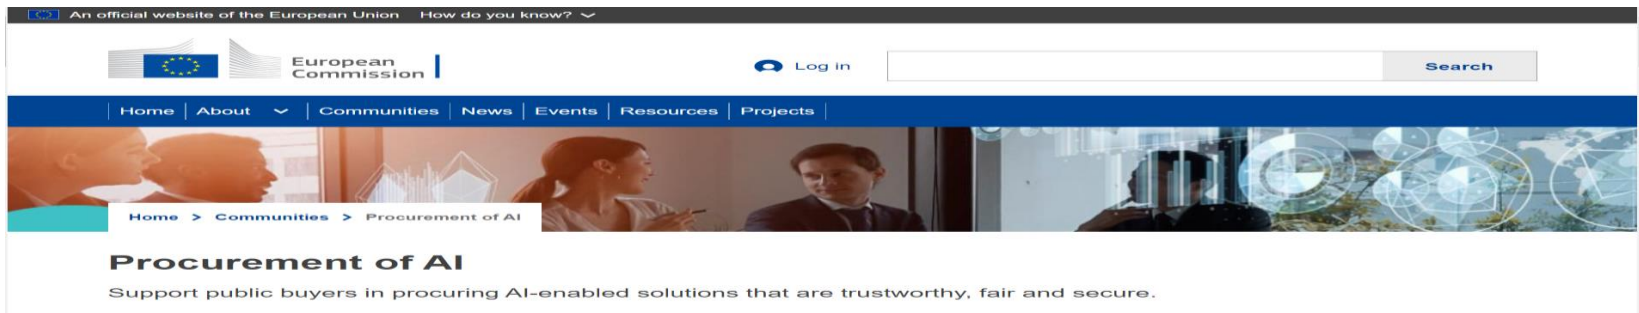 An official website of the European Union How do you know?
European
Commission
Log in
Search
Home About Communities News Events Resources Projects
Home > Communities > Procurement of AI
Procurement of AI
Support public buyers in procuring AI-enabled solutions that are trustworthy, fair and secure.